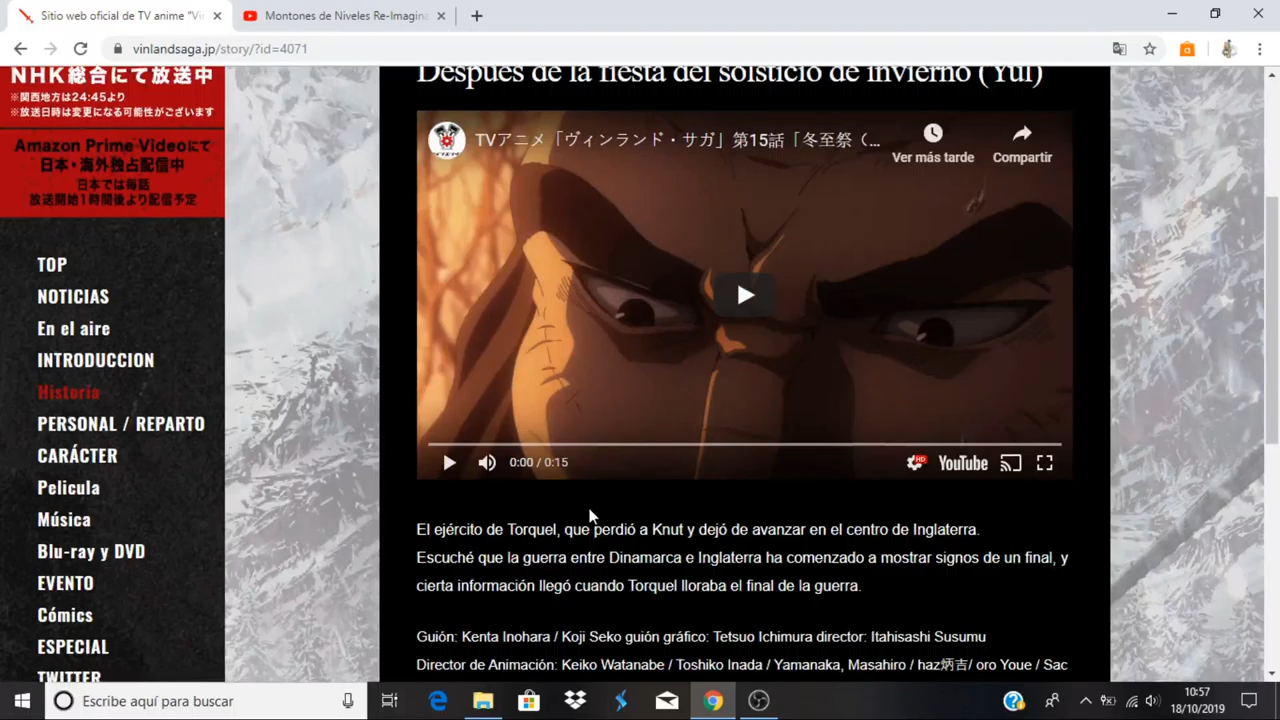 Sitio web oficial de TV anime "Vin
Montones de Niveles Re-Imagina
vinlandsaga.jp/story/?id=4071
NHK総合にて放送中
※関西地方は24:45より
※放送日時は変更になる可能性がございます
Amazon Prime Videoにて
日本・海外独占配信中
日本では毎話
放送開始1時間後より配信予定
TOP
NOTICIAS
En el aire
INTRODUCCION
Historia
PERSONAL / REPARTO
CARÁCTER
Pelicula
Música
Blu-ray y DVD
EVENTO
Cómics
ESPECIAL
TWITTER
Después de la fiesta del solsticio de invierno (Yul)
TVアニメ「ヴィンランド・サガ」第15話「冬至祭（...
Ver más tarde
Compartir
0:00 / 0:15
HD
YouTube
El ejército de Torquel, que perdió a Knut y dejó de avanzar en el centro de Inglaterra.
Escuché que la guerra entre Dinamarca e Inglaterra ha comenzado a mostrar signos de un final, y
cierta información llegó cuando Torquel lloraba el final de la guerra.
Guión: Kenta Inohara / Koji Seko guión gráfico: Tetsuo Ichimura director: Itahisashi Susumu
Director de Animación: Keiko Watanabe / Toshiko Inada / Yamanaka, Masahiro / haz炳吉/ oro Youe / Sac
Escribe aquí para buscar
10:57
18/10/2019